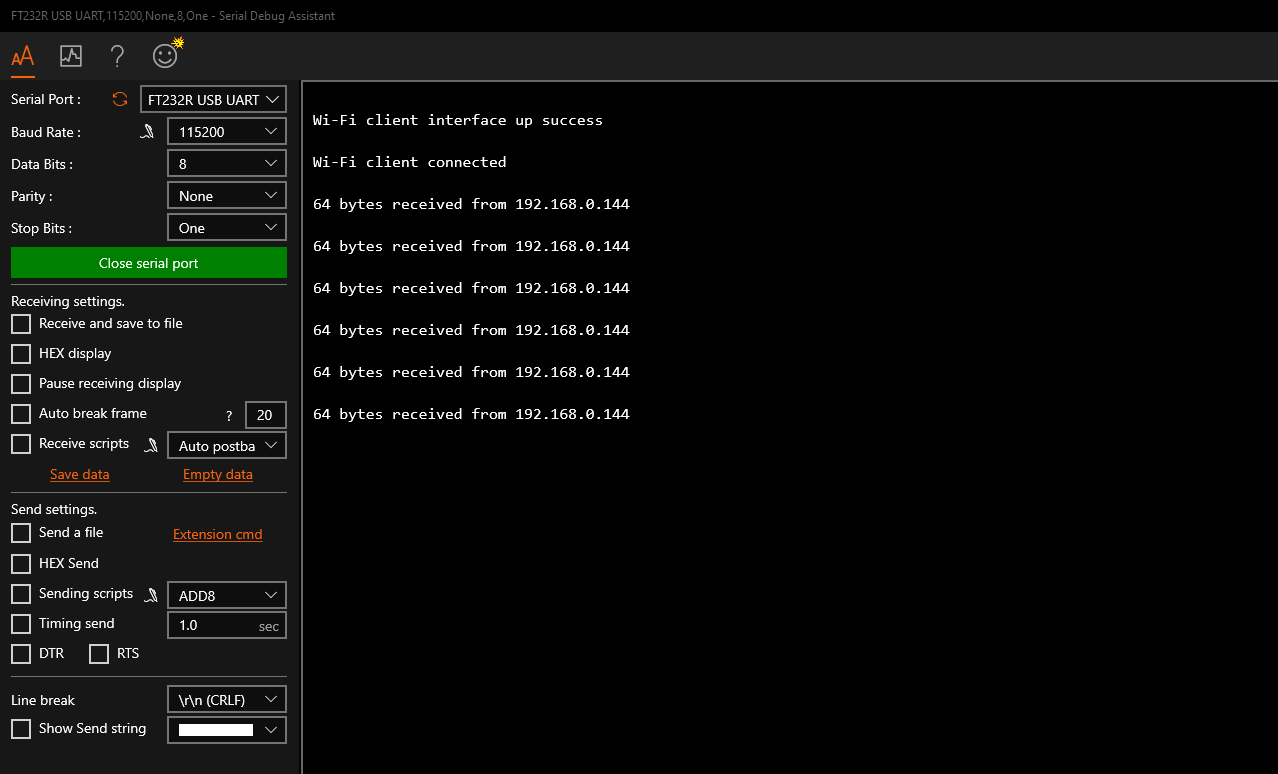 FT232R USB UART,115200,None,8,One - Serial Debug Assistant
AA
Serial Port :
FT232R USB UART
Baud Rate :
115200
Data Bits :
8
Parity :
None
Stop Bits :
One
Close serial port
Receiving settings.
Receive and save to file
HEX display
Pause receiving display
Auto break frame
?
20
Receive scripts
Auto postba
Save data
Empty data
Send settings.
Send a file
Extension cmd
HEX Send
Sending scripts
ADD8
Timing send
1.0
sec
DTR
RTS
Line break
\r\n (CRLF)
Show Send string
Wi-Fi client interface up success
Wi-Fi client connected
64 bytes received from 192.168.0.144
64 bytes received from 192.168.0.144
64 bytes received from 192.168.0.144
64 bytes received from 192.168.0.144
64 bytes received from 192.168.0.144
64 bytes received from 192.168.0.144